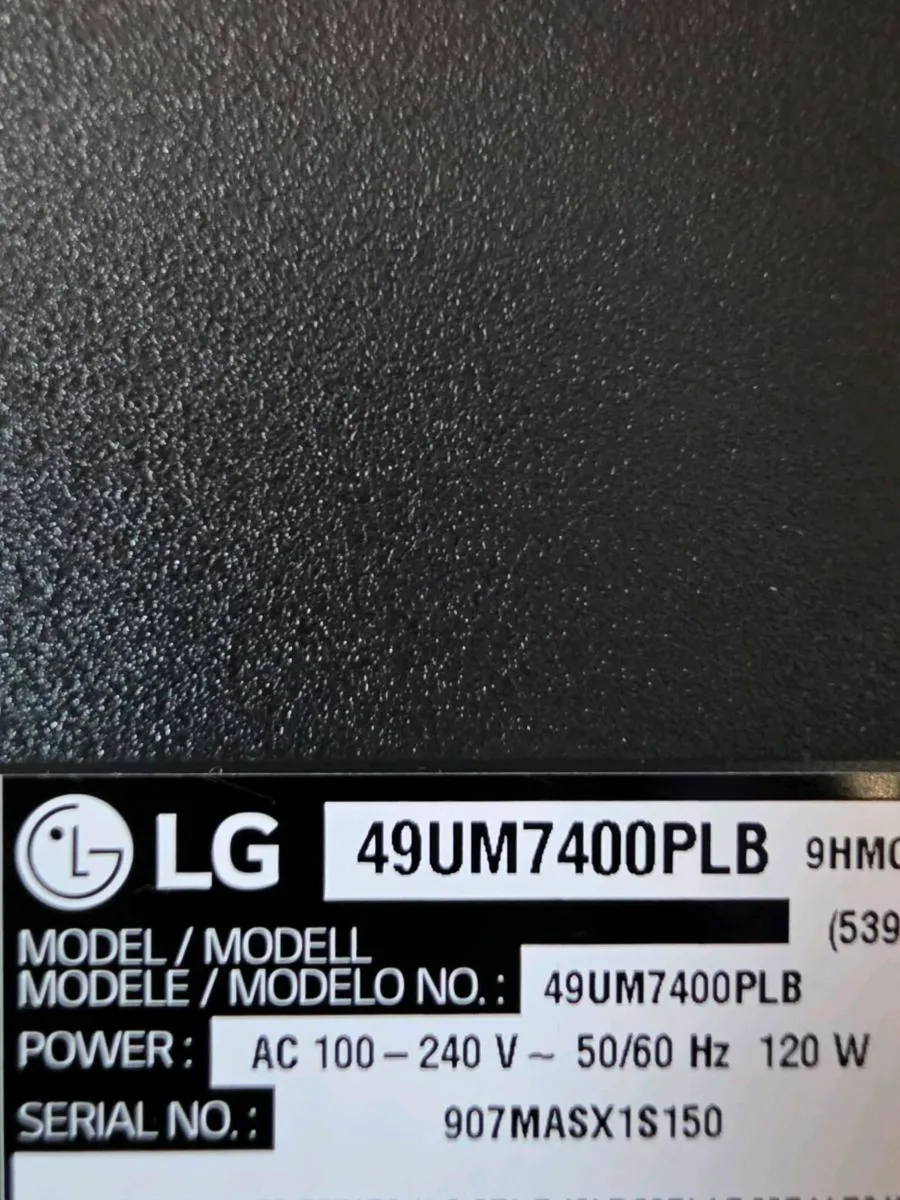 LG 49UM7400PLB 9HMC
(539
MODEL / MODELL
MODÈLE / MODELO NO. : 49UM7400PLB
POWER : AC 100 – 240 V ~ 50/60 Hz 120 W
SERIAL NO. : 907MASX1S150